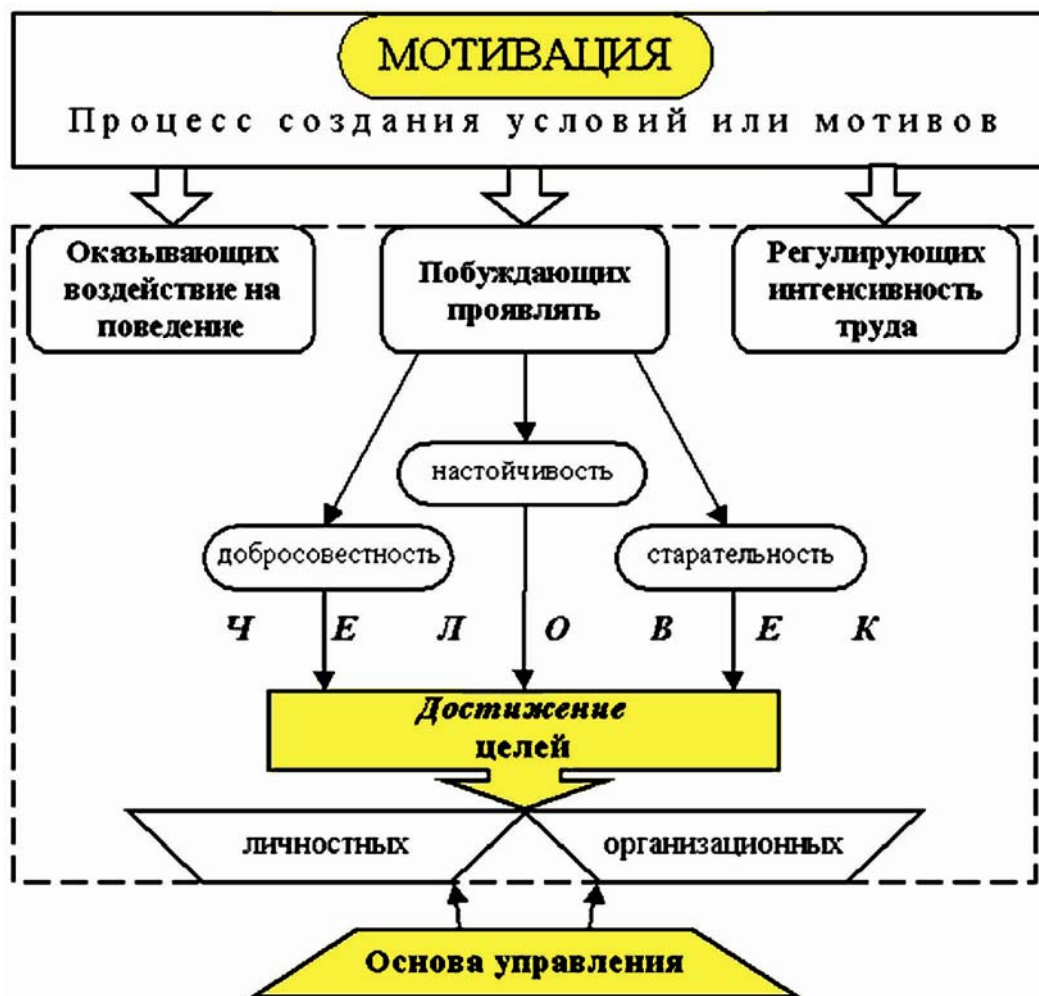 МОТИВАЦИЯ
Процесс создания условий или мотивов
Оказывающих
воздействие на
поведение
Побуждающих
проявлять
Регулирующих
интенсивность
труда
настойчивость
добросовестность
старательность
Ч Е Л О В Е К
Достижение
целей
личностных
организационных
Основа управления